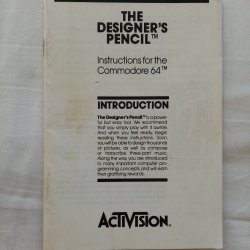 THE
DESIGNER'S
PENCIL™
Instructions for the
Commodore 64™
INTRODUCTION
The Designer's Pencil™ is a power-
ful but easy tool. We recommend
that you simply play with it awhile.
And when you feel ready, begin
reading these instructions. Soon,
you will be able to design thousands
of pictures, as well as compose
or transcribe three-part music.
Along the way, you are introduced
to many important computer pro-
gramming concepts, and will earn
their gratifying rewards.
ACTIVISION®